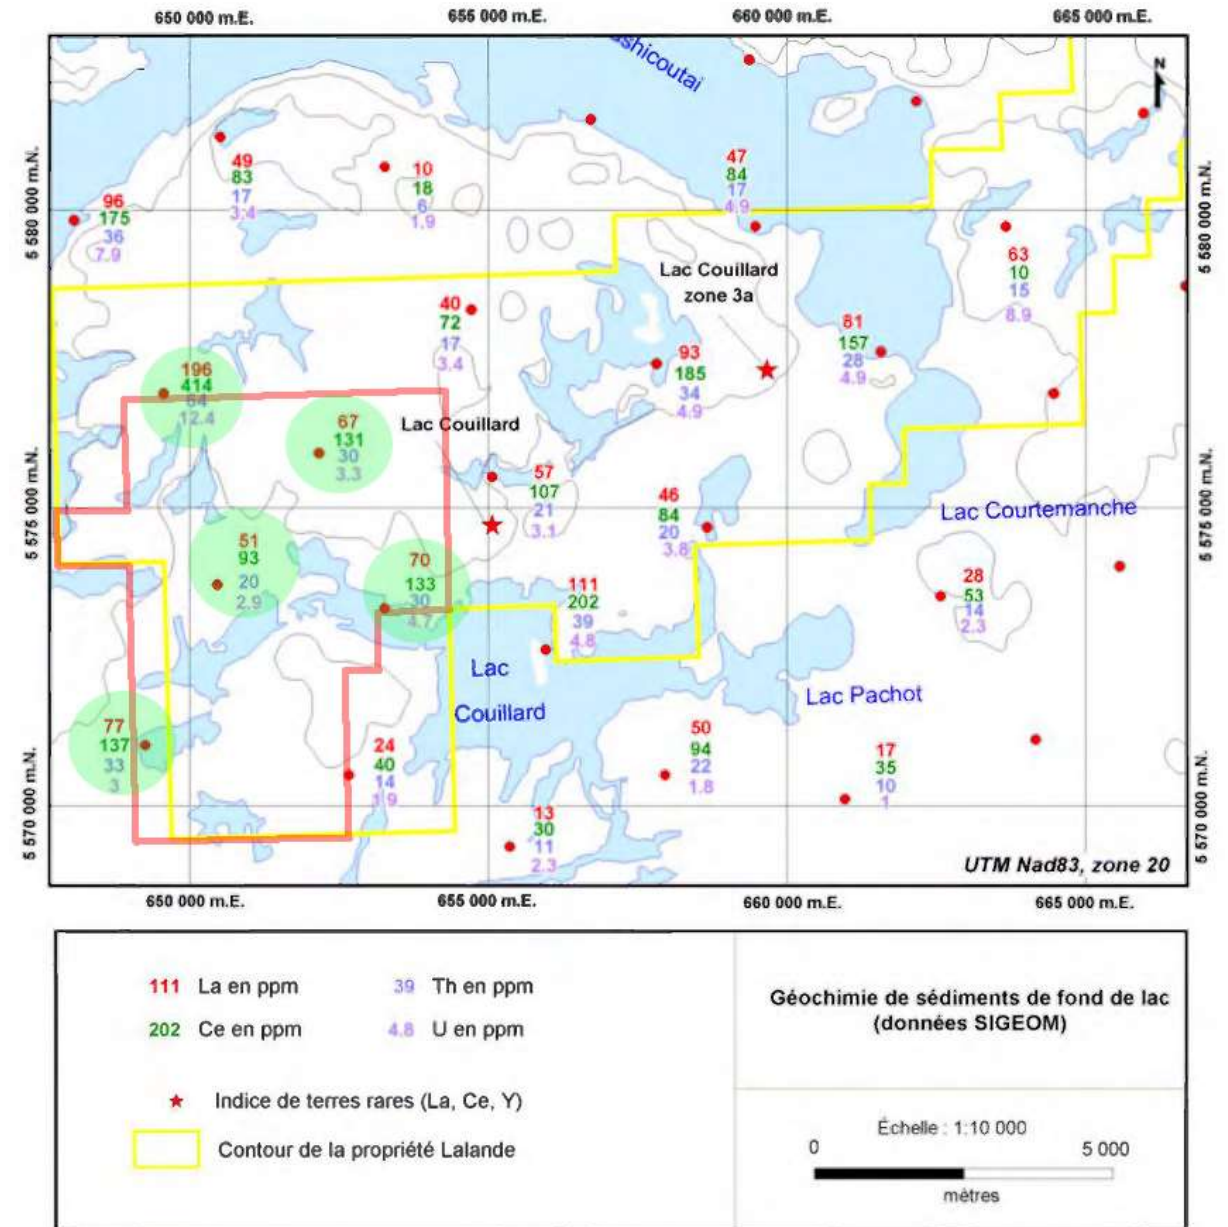 650 000 m.E.
655 000 m.E.
660 000 m.E.
665 000 m.E.
5 580 000 m.N.
5 575 000 m.N.
5 570 000 m.N.
5 580 000 m.N.
5 575 000 m.N.
5 570 000 m.N.
shicoutai
N
49
83
17
3.4
10
18
6
1.9
47
84
17
4.9
96
175
36
7.9
63
10
15
8.9
Lac Couillard
zone 3a
40
72
17
3.4
81
157
28
4.9
93
185
34
4.9
196
414
64
12.4
67
131
30
3.3
Lac Couillard
57
107
21
3.1
46
84
20
3.8
Lac Courtemanche
51
93
20
2.9
70
133
30
4.7
111
202
39
4.8
28
53
14
2.3
Lac
Couillard
Lac Pachot
77
137
33
3
24
40
14
1.9
50
94
22
1.8
17
35
10
1
13
30
11
2.3
UTM Nad83, zone 20
650 000 m.E.
655 000 m.E.
660 000 m.E.
665 000 m.E.
111 La en ppm
39 Th en ppm
202 Ce en ppm
4.8 U en ppm
Indice de terres rares (La, Ce, Y)
Contour de la propriété Lalande
Géochimie de sédiments de fond de lac
(données SIGEOM)
Échelle : 1:10 000
0
5 000
mètres